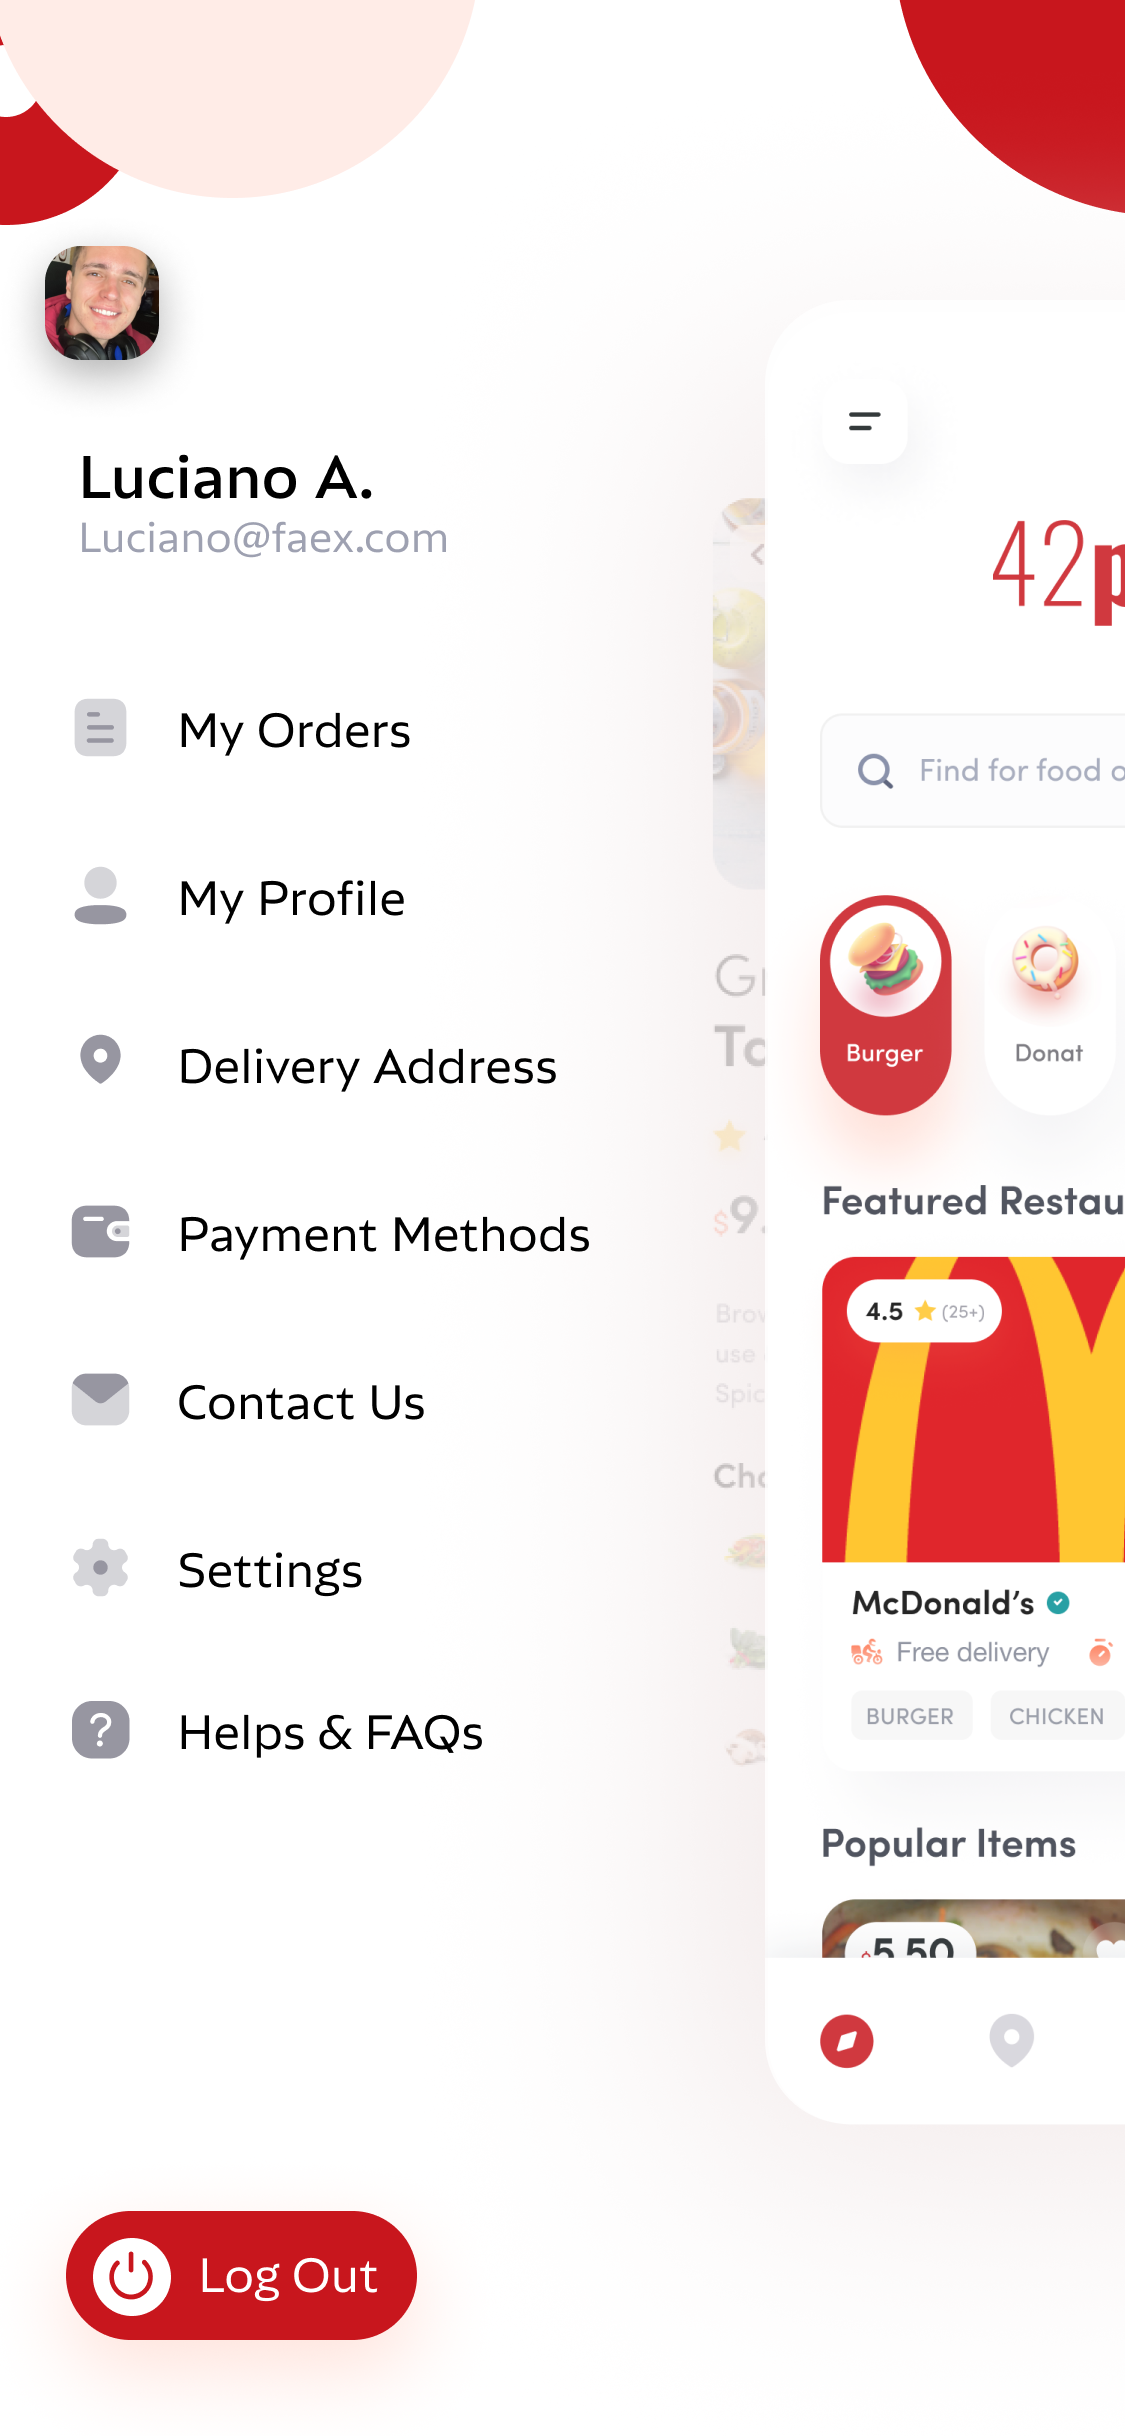 Luciano A.
Luciano@faex.com
My Orders
My Profile
Delivery Address
Payment Methods
Contact Us
Settings
Helps & FAQs
Log Out
42p
Find for food o
Burger
Donat
Featured Restau
4.5 (25+)
McDonald’s
Free delivery
BURGER CHICKEN
Popular Items
$5.50
Gr
To
$9.
Brow
use
Spic
Cho